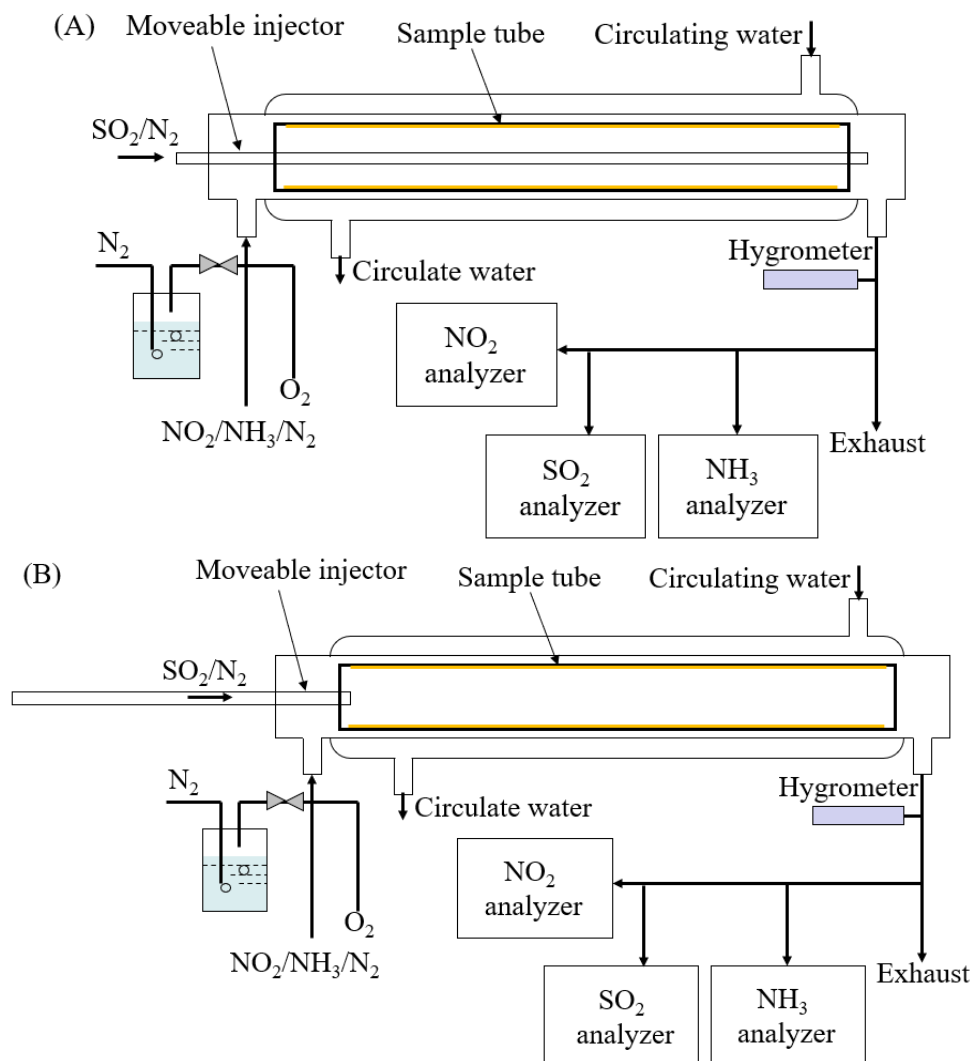 (A)
Moveable injector
Sample tube
Circulating water
SO₂/N₂
N₂
Circulate water
Hygrometer
O₂
NO₂/NH₃/N₂
NO₂
analyzer
SO₂
analyzer
NH₃
analyzer
Exhaust
(B)
Moveable injector
Sample tube
Circulating water
SO₂/N₂
N₂
Circulate water
Hygrometer
O₂
NO₂/NH₃/N₂
NO₂
analyzer
SO₂
analyzer
NH₃
analyzer
Exhaust